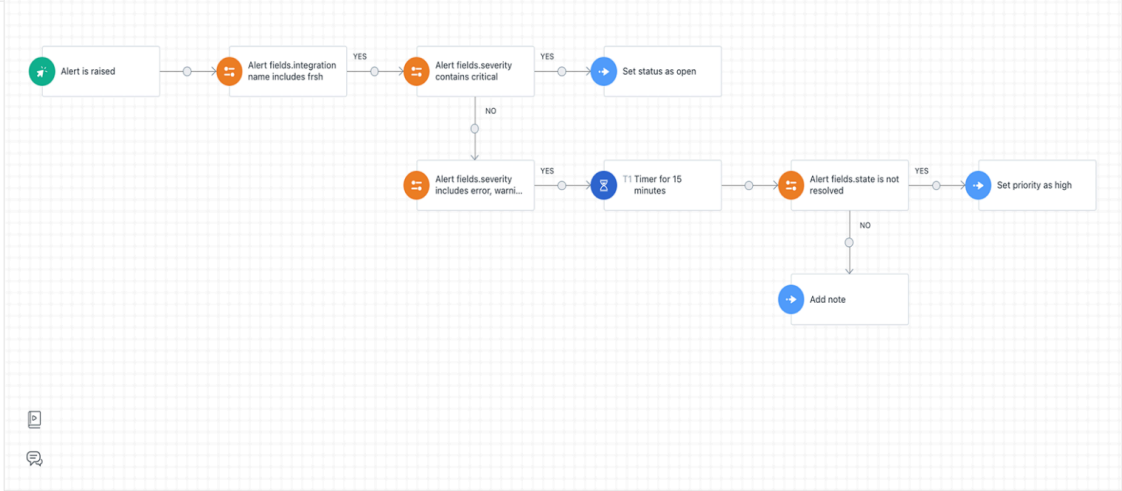 Alert is raised
Alert fields.integration
name includes frsh
YES
Alert fields.severity
contains critical
YES
Set status as open
NO
Alert fields.severity
includes error, warni...
YES
T1 Timer for 15
minutes
Alert fields.state is not
resolved
YES
Set priority as high
NO
Add note